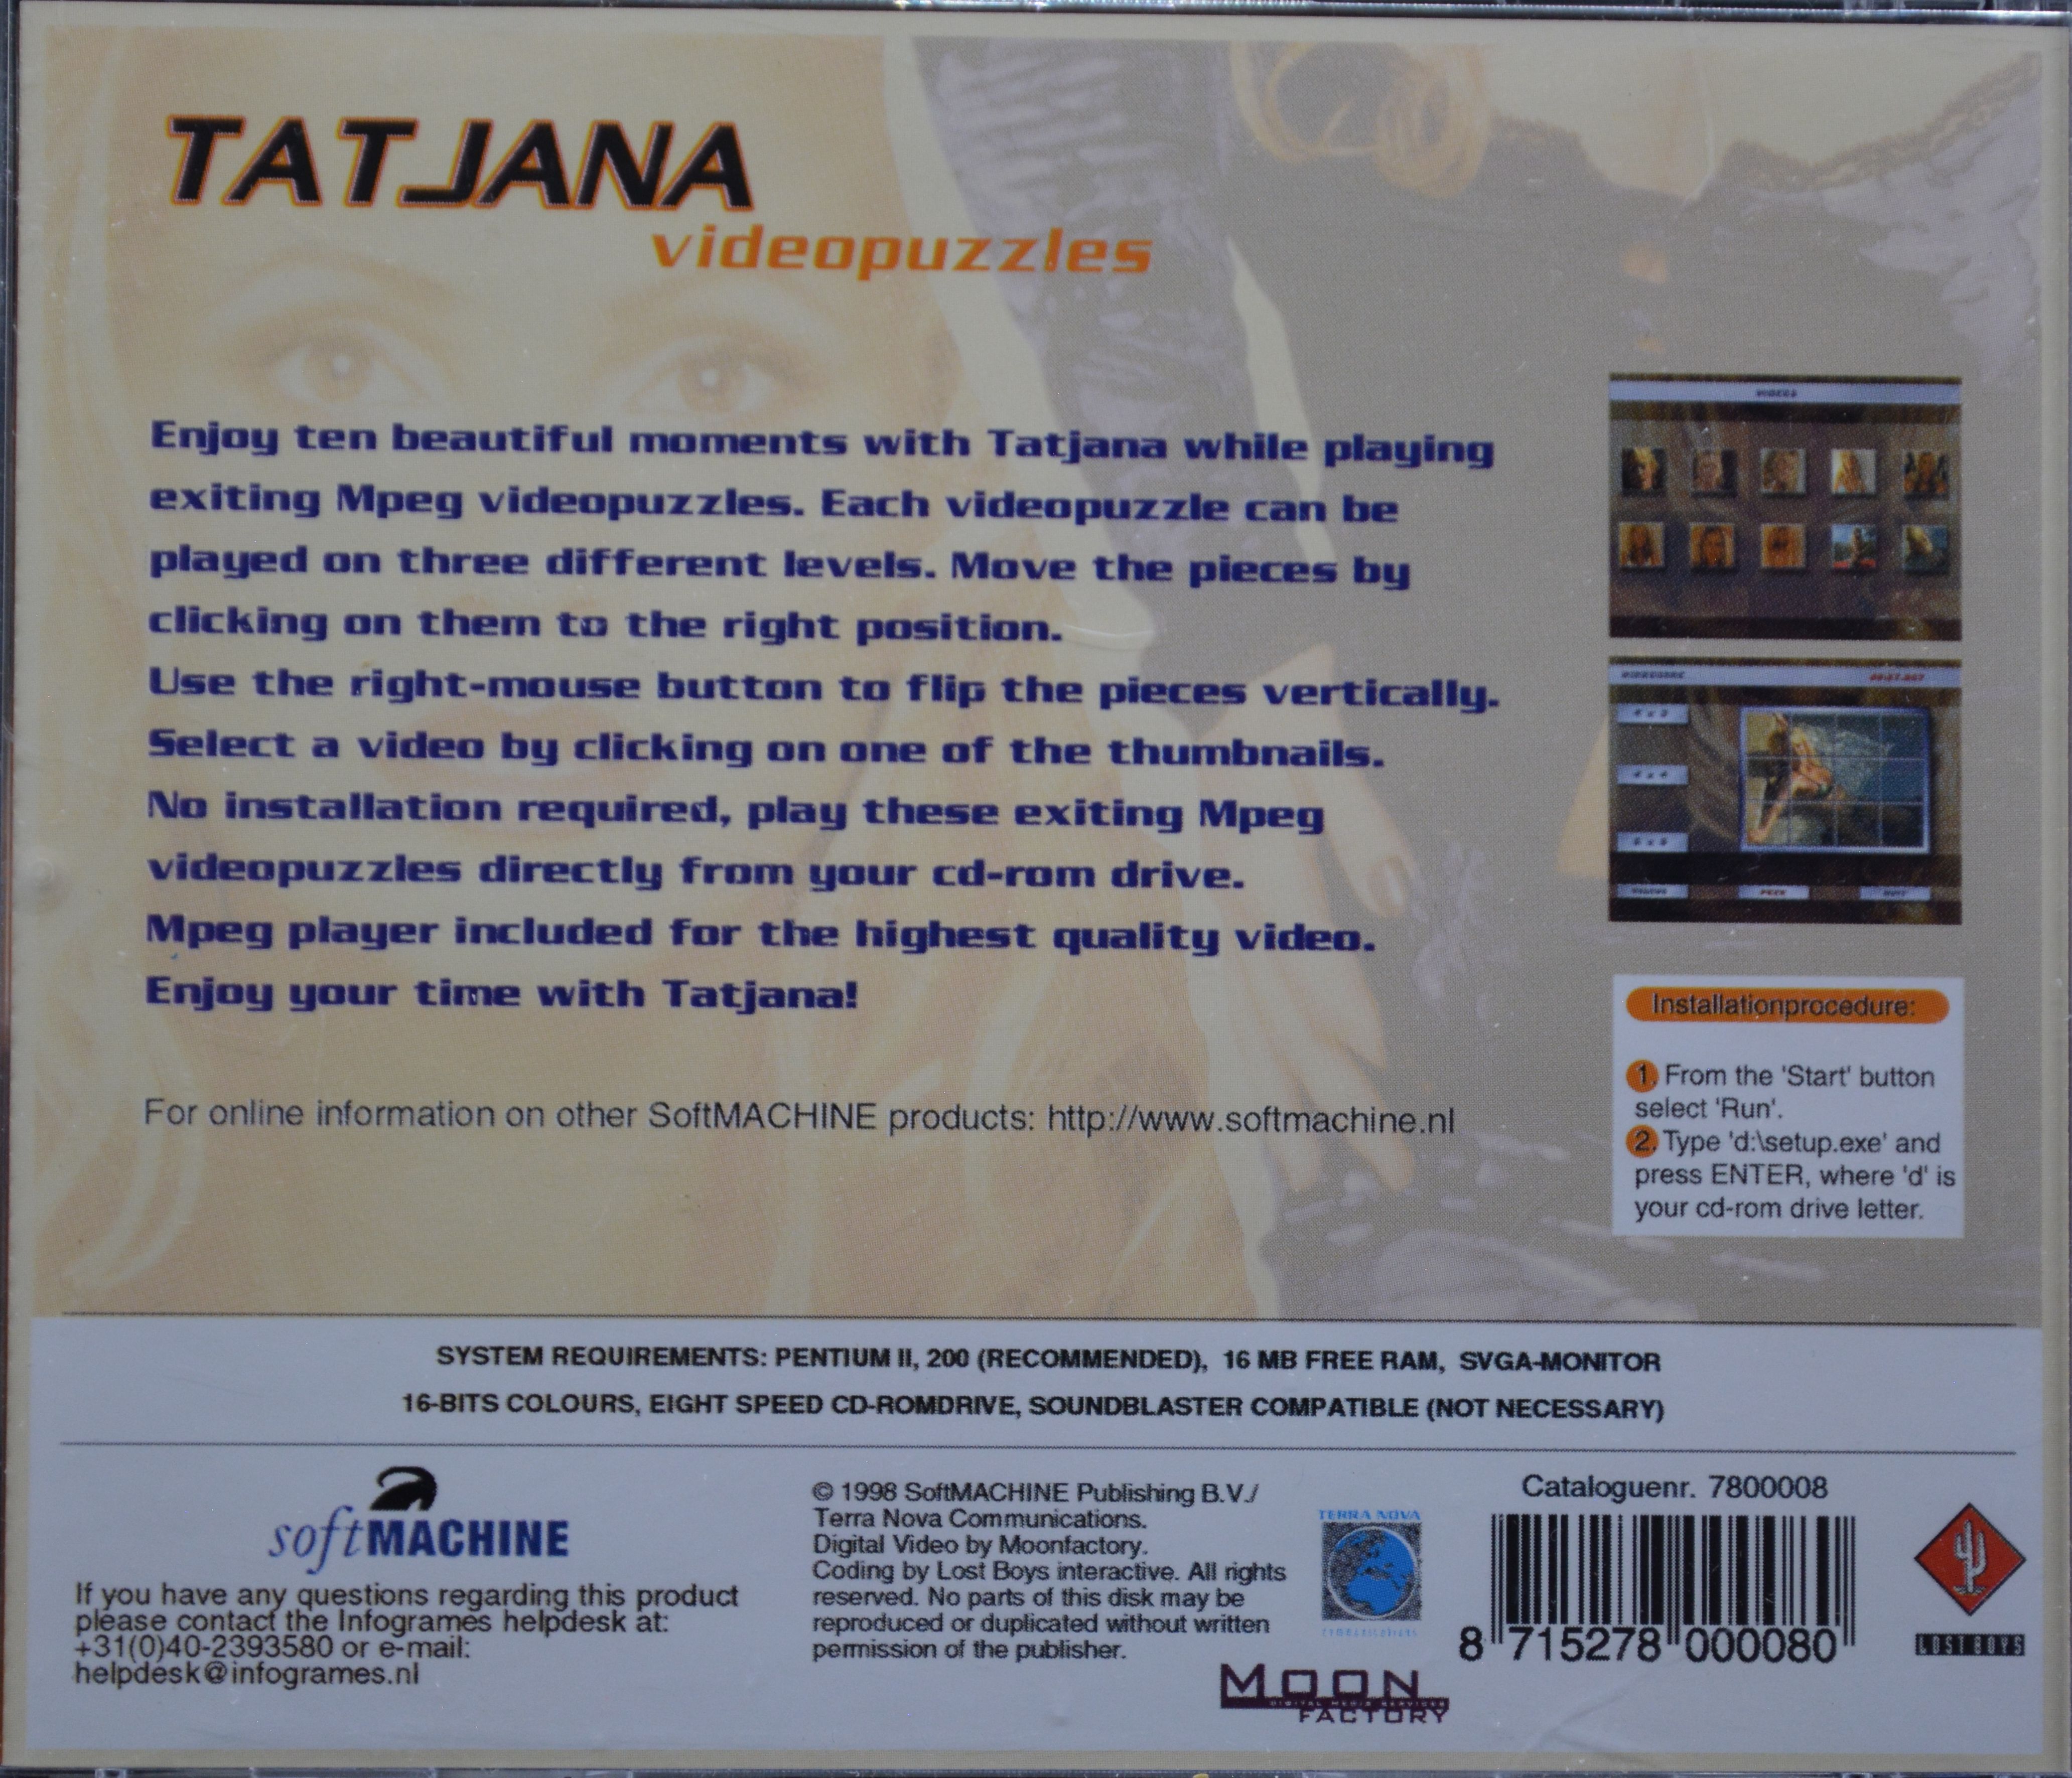 TATJANA
videopuzzles
Enjoy ten beautiful moments with Tatjana while playing
exiting Mpeg videopuzzles. Each videopuzzle can be
played on three different levels. Move the pieces by
clicking on them to the right position.
Use the right-mouse button to flip the pieces vertically.
Select a video by clicking on one of the thumbnails.
No installation required, play these exiting Mpeg
videopuzzles directly from your cd-rom drive.
Mpeg player included for the highest quality video.
Enjoy your time with Tatjana!
For online information on other SoftMACHINE products: http://www.softmachine.nl
Installationprocedure:
1. From the 'Start' button
select 'Run'.
2. Type 'd:\setup.exe' and
press ENTER, where 'd' is
your cd-rom drive letter.
SYSTEM REQUIREMENTS: PENTIUM II, 200 (RECOMMENDED), 16 MB FREE RAM, SVGA-MONITOR
16-BITS COLOURS, EIGHT SPEED CD-ROMDRIVE, SOUNDBLASTER COMPATIBLE (NOT NECESSARY)
softMACHINE
If you have any questions regarding this product
please contact the Infogrames helpdesk at:
+31(0)40-2393580 or e-mail:
helpdesk@infogrames.nl
© 1998 SoftMACHINE Publishing B.V./
Terra Nova Communications.
Digital Video by Moonfactory.
Coding by Lost Boys interactive. All rights
reserved. No parts of this disk may be
reproduced or duplicated without written
permission of the publisher.
TERRA NOVA
MOON
DIGITAL MEDIA SERVICES
FACTORY
Cataloguenr. 7800008
8 715278 000080
LOST BOYS